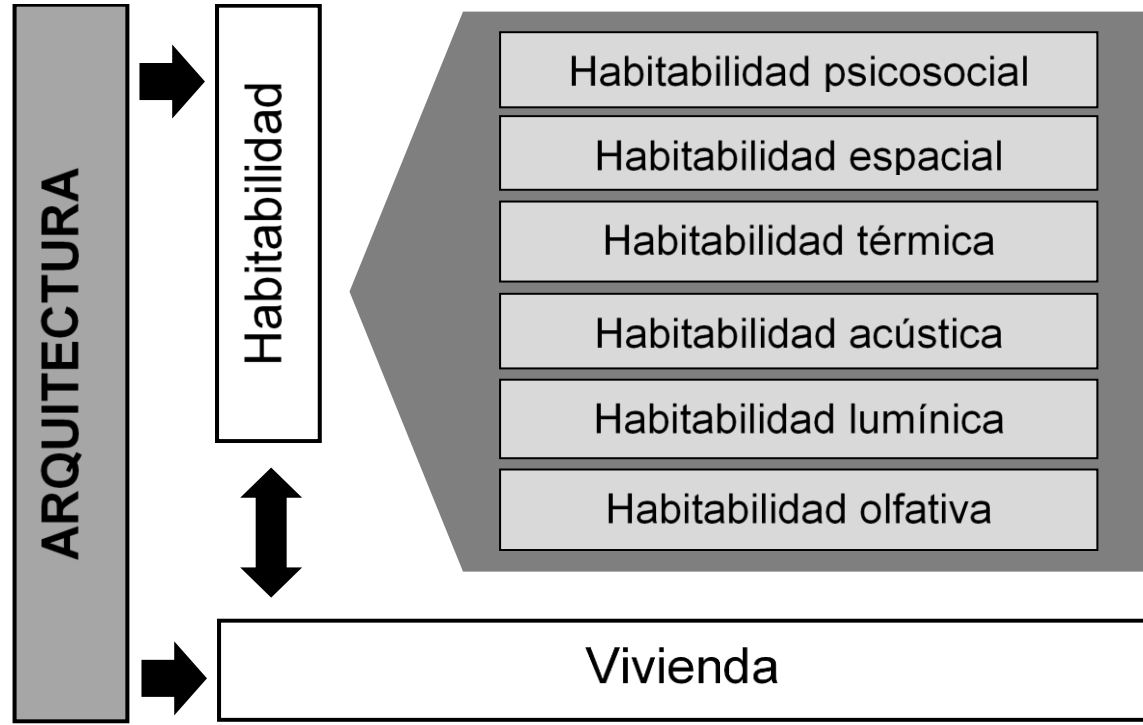 ARQUITECTURA
Habitabilidad
Habitabilidad psicosocial
Habitabilidad espacial
Habitabilidad térmica
Habitabilidad acústica
Habitabilidad lumínica
Habitabilidad olfativa
Vivienda